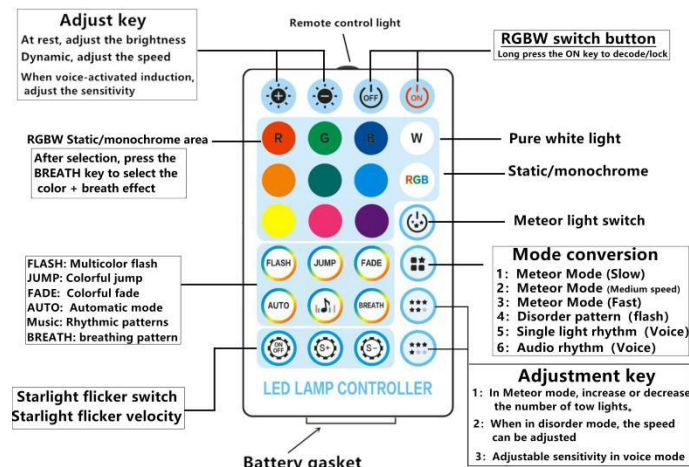 Remote control light
Adjust key
At rest, adjust the brightness
Dynamic, adjust the speed
When voice-activated induction,
adjust the sensitivity
RGBW switch button
Long press the ON key to decode/lock
OFF
ON
RGBW Static/monochrome area
After selection, press the
BREATH key to select the
color + breath effect
R
G
B
W
RGB
Pure white light
Static/monochrome
Meteor light switch
FLASH: Multicolor flash
JUMP: Colorful jump
FADE: Colorful fade
AUTO: Automatic mode
Music: Rhythmic patterns
BREATH: breathing pattern
FLASH
JUMP
FADE
AUTO
BREATH
ON
OFF
S+
S-
Mode conversion
1: Meteor Mode (Slow)
2: Meteor Mode (Medium speed)
3: Meteor Mode (Fast)
4: Disorder pattern (flash)
5: Single light rhythm (Voice)
6: Audio rhythm (Voice)
Starlight flicker switch
Starlight flicker velocity
LED LAMP CONTROLLER
Adjustment key
1: In Meteor mode, increase or decrease
the number of tow lights。
2: When in disorder mode, the speed
can be adjusted
3: Adjustable sensitivity in voice mode
Battery gasket